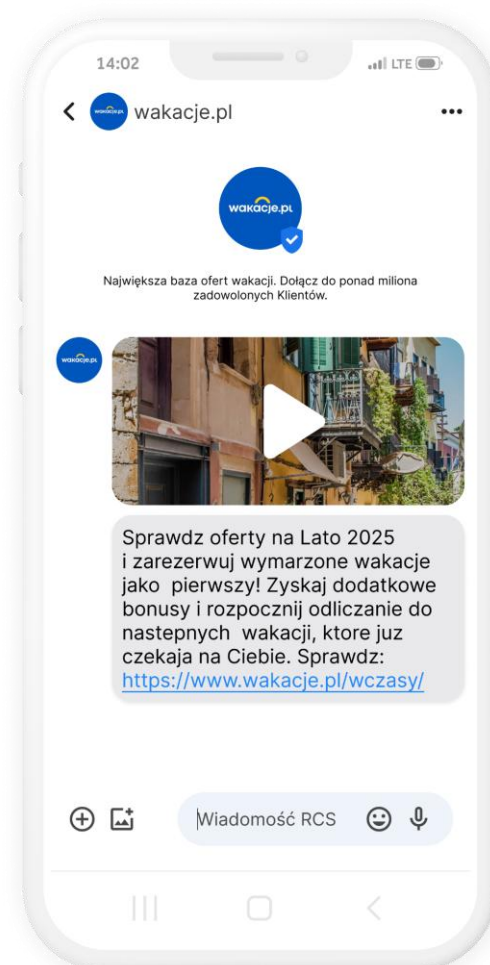 14:02
LTE
wakacje.pl
wakacje.pl
wakacje.pl
Największa baza ofert wakacji. Dołącz do ponad miliona
zadowolonych Klientów.
wakacje.pl
Sprawdz oferty na Lato 2025
i zarezerwuj wymarzone wakacje
jako pierwszy! Zyskaj dodatkowe
bonusy i rozpocznij odliczanie do
nastepnych wakacji, ktore juz
czekaja na Ciebie. Sprawdz:
https://www.wakacje.pl/wczasy/
Wiadomość RCS